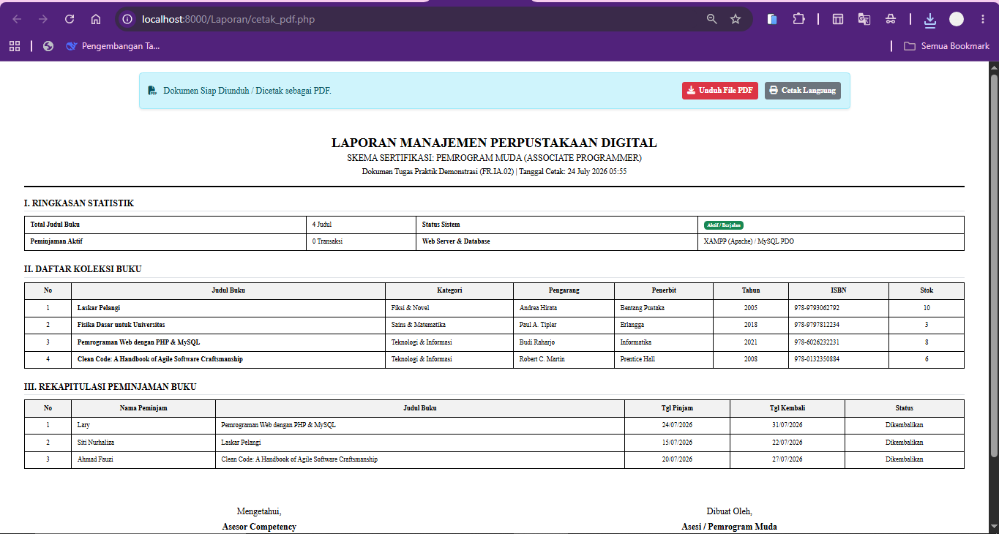 localhost:8000/Laporan/cetak_pdf.php
Pengembangan Ta...
Semua Bookmark
Dokumen Siap Diunduh / Dicetak sebagai PDF.
Unduh File PDF
Cetak Langsung
LAPORAN MANAJEMEN PERPUSTAKAAN DIGITAL
SKEMA SERTIFIKASI: PEMROGRAM MUDA (ASSOCIATE PROGRAMMER)
Dokumen Tugas Praktik Demonstrasi (FR.IA.02) | Tanggal Cetak: 24 July 2026 05:55
I. RINGKASAN STATISTIK
Total Judul Buku 4 Judul Status Sistem Aktif / Berjalan
Peminjaman Aktif 0 Transaksi Web Server & Database XAMPP (Apache) / MySQL PDO
II. DAFTAR KOLEKSI BUKU
No Judul Buku Kategori Pengarang Penerbit Tahun ISBN Stok
1 Laskar Pelangi Fiksi & Novel Andrea Hirata Bentang Pustaka 2005 978-9793062792 10
2 Fisika Dasar untuk Universitas Sains & Matematika Paul A. Tipler Erlangga 2018 978-9797812234 3
3 Pemrograman Web dengan PHP & MySQL Teknologi & Informasi Budi Raharjo Informatika 2021 978-6026232231 8
4 Clean Code: A Handbook of Agile Software Craftsmanship Teknologi & Informasi Robert C. Martin Prentice Hall 2008 978-0132350884 6
III. REKAPITULASI PEMINJAMAN BUKU
No Nama Peminjam Judul Buku Tgl Pinjam Tgl Kembali Status
1 Lary Pemrograman Web dengan PHP & MySQL 24/07/2026 31/07/2026 Dikembalikan
2 Siti Nurhaliza Laskar Pelangi 15/07/2026 22/07/2026 Dikembalikan
3 Ahmad Fauzi Clean Code: A Handbook of Agile Software Craftsmanship 20/07/2026 27/07/2026 Dikembalikan
Mengetahui, Dibuat Oleh,
Asesor Competency Asesi / Pemrogram Muda